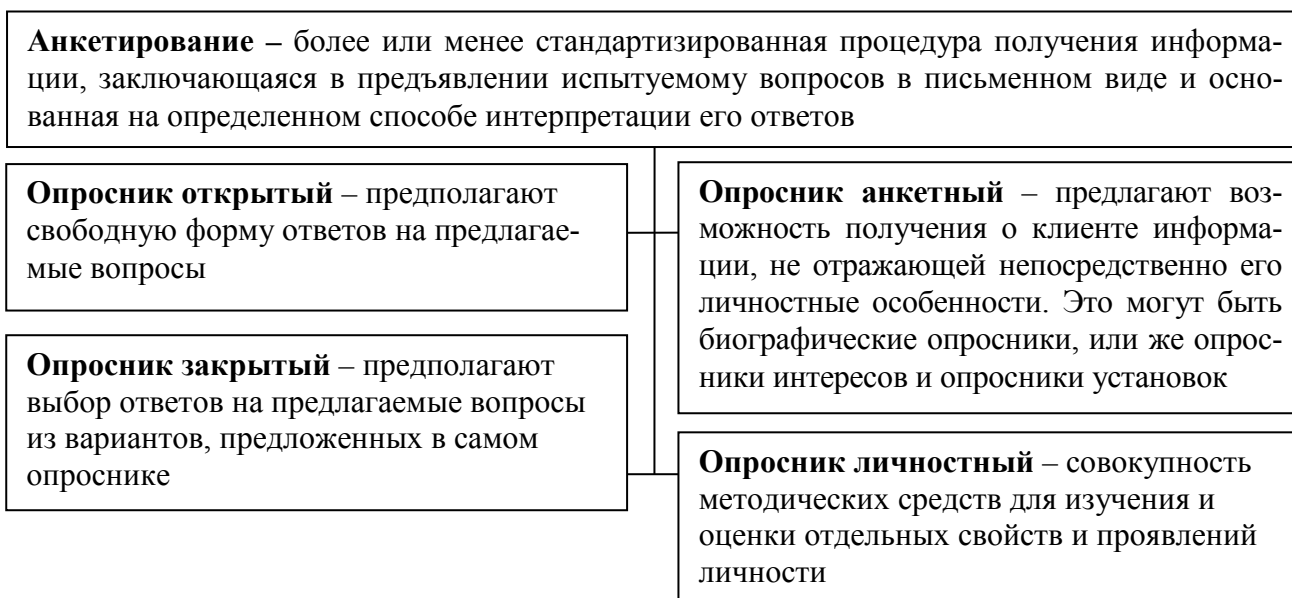 Анкетирование – более или менее стандартизированная процедура получения информа-
ции, заключающаяся в предъявлении испытуемому вопросов в письменном виде и осно-
ванная на определенном способе интерпретации его ответов
Опросник открытый – предполагают
свободную форму ответов на предлагае-
мые вопросы
Опросник закрытый – предполагают
выбор ответов на предлагаемые вопросы
из вариантов, предложенных в самом
опроснике
Опросник анкетный – предлагают воз-
можность получения о клиенте информа-
ции, не отражающей непосредственно его
личностные особенности. Это могут быть
биографические опросники, или же опрос-
ники интересов и опросники установок
Опросник личностный – совокупность
методических средств для изучения и
оценки отдельных свойств и проявлений
личности